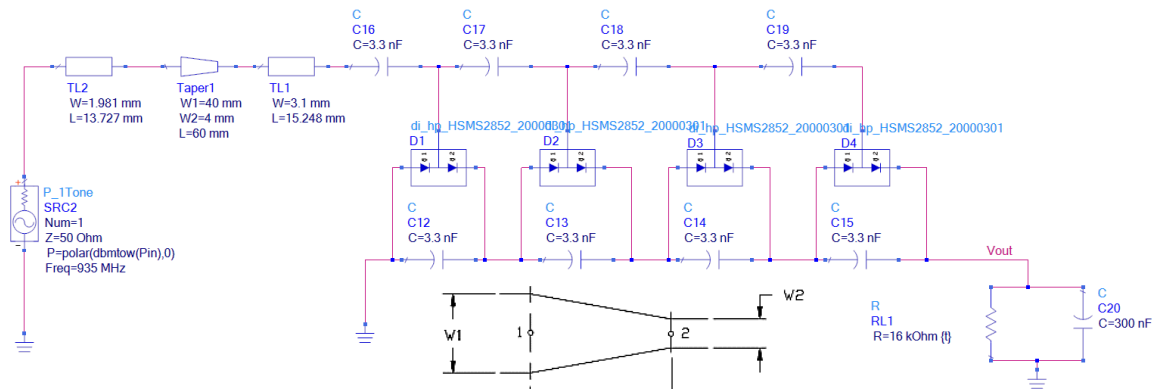 C
C16
C=3.3 nF
C
C17
C=3.3 nF
C
C18
C=3.3 nF
C
C19
C=3.3 nF
TL2
W=1.981 mm
L=13.727 mm
Taper1
W1=40 mm
W2=4 mm
L=60 mm
TL1
W=3.1 mm
L=15.248 mm
di_hp_HSMS2852_20000301
D1
di_hp_HSMS2852_20000301
D2
di_hp_HSMS2852_20000301
D3
di_hp_HSMS2852_20000301
D4
P_1Tone
SRC2
Num=1
Z=50 Ohm
P=polar(dbmtow(Pin),0)
Freq=935 MHz
C
C12
C=3.3 nF
C
C13
C=3.3 nF
C
C14
C=3.3 nF
C
C15
C=3.3 nF
Vout
W1
1
2
W2
R
RL1
R=16 kOhm {t}
C
C20
C=300 nF